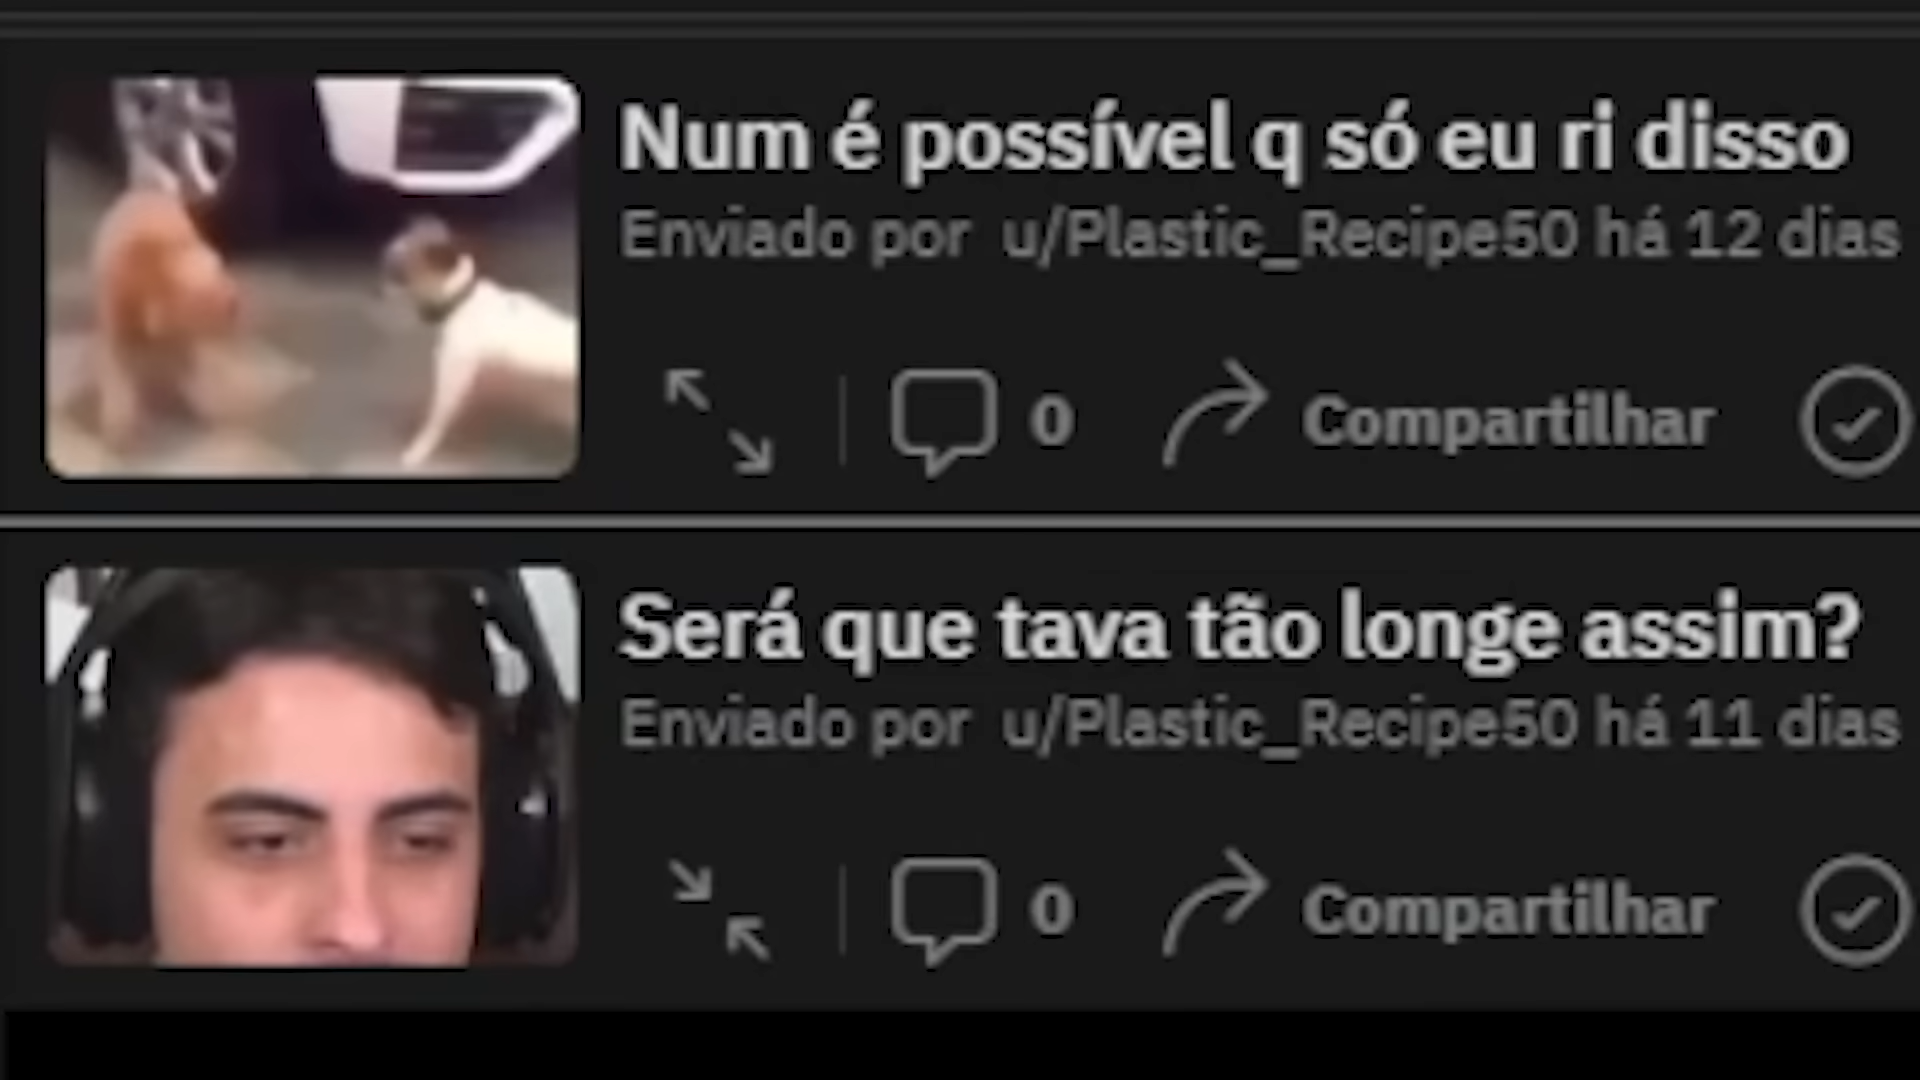 Num é possível q só eu ri disso
Enviado por u/Plastic_Recipe50 há 12 dias
0 Compartilhar
Será que tava tão longe assim?
Enviado por u/Plastic_Recipe50 há 11 dias
0 Compartilhar